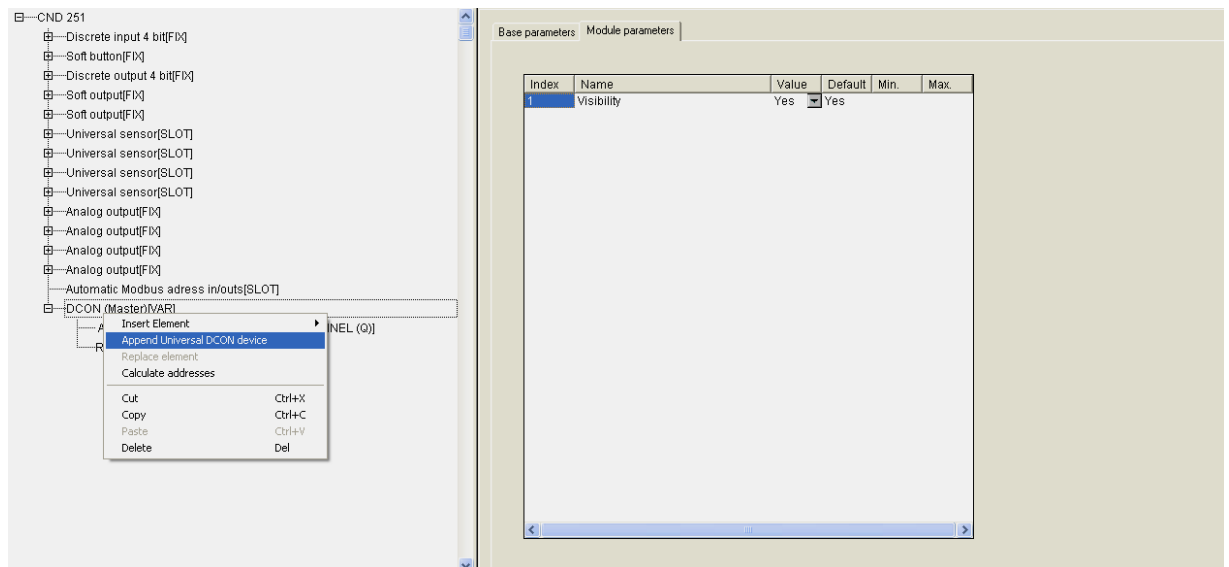 CND 251
Discrete input 4 bit[FIX]
Soft button[FIX]
Discrete output 4 bit[FIX]
Soft output[FIX]
Soft output[FIX]
Universal sensor[SLOT]
Universal sensor[SLOT]
Universal sensor[SLOT]
Universal sensor[SLOT]
Analog output[FIX]
Analog output[FIX]
Analog output[FIX]
Analog output[FIX]
Automatic Modbus adress in/outs[SLOT]
DCON (Master)[VAR]
A NNEL (Q)]
R
Insert Element
Append Universal DCON device
Replace element
Calculate addresses
Cut Ctrl+X
Copy Ctrl+C
Paste Ctrl+V
Delete Del
Base parameters Module parameters
Index Name Value Default Min. Max.
1 Visibility Yes Yes